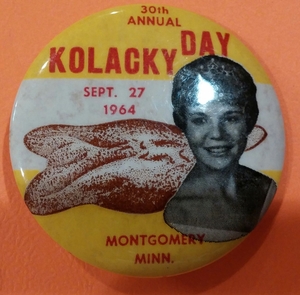 30th
ANNUAL
KOLACKY DAY
SEPT. 27
1964
MONTGOMERY
MINN.